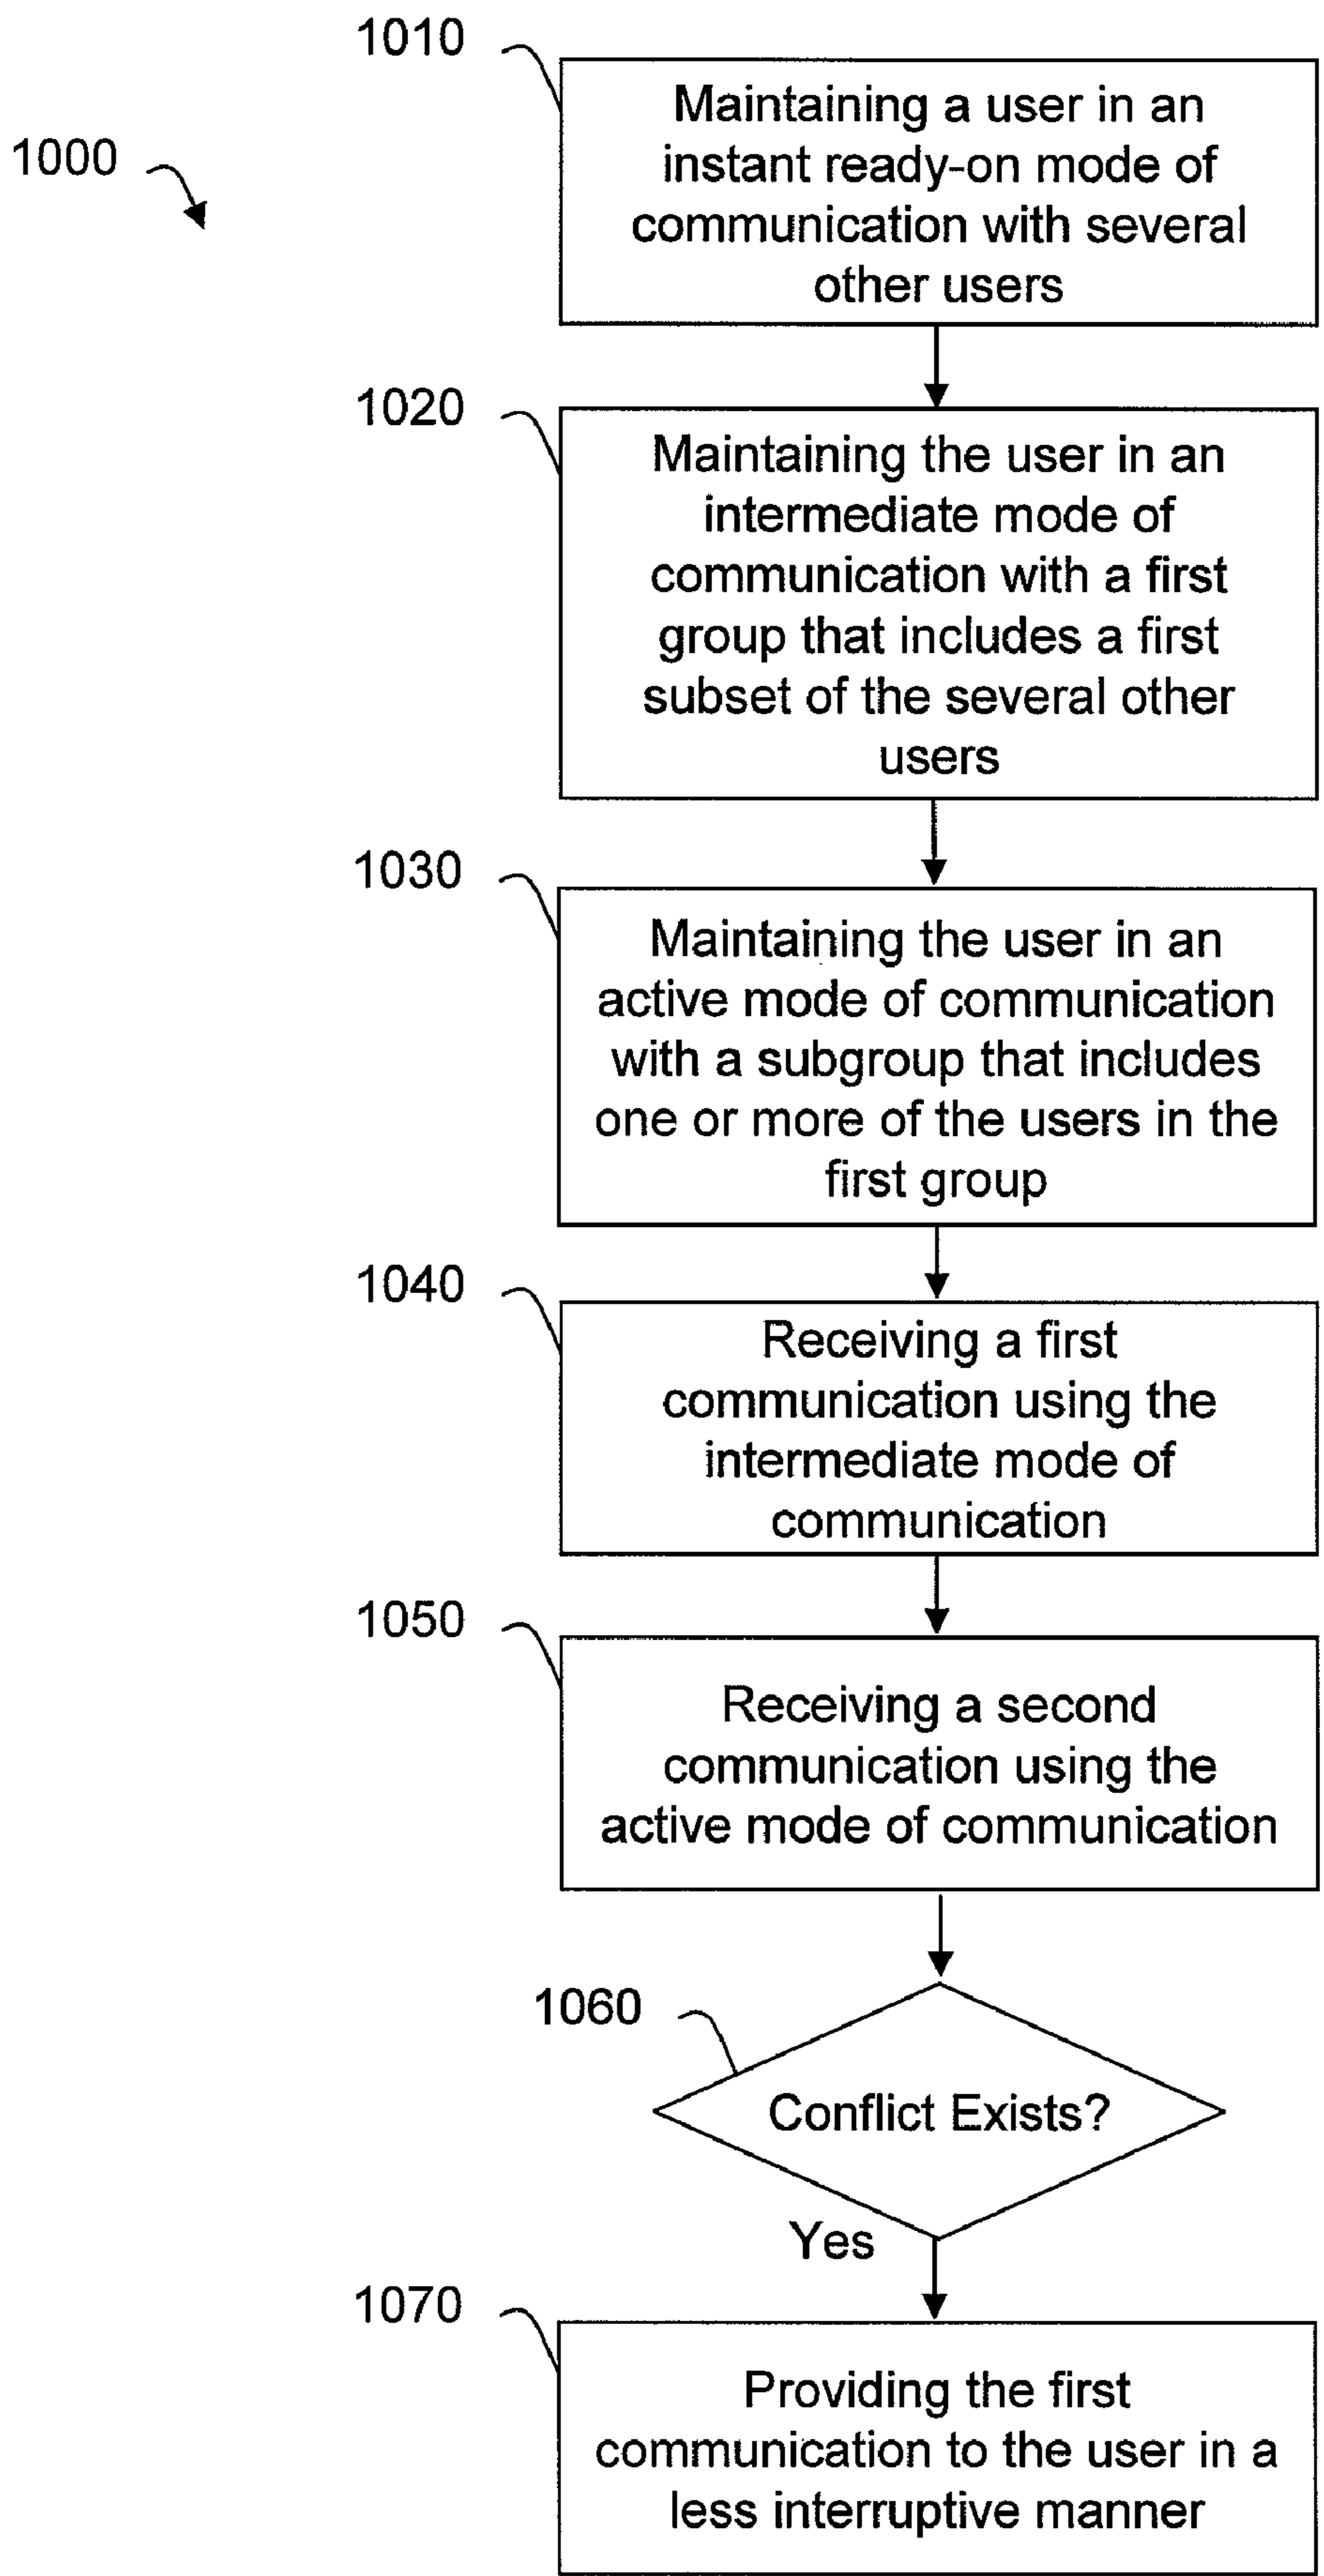 1010
Maintaining a user in an
instant ready-on mode of
communication with several
other users
1000
1020
Maintaining the user in an
intermediate mode of
communication with a first
group that includes a first
subset of the several other
users
1030
Maintaining the user in an
active mode of communication
with a subgroup that includes
one or more of the users in the
first group
1040
Receiving a first
communication using the
intermediate mode of
communication
1050
Receiving a second
communication using the
active mode of communication
1060
Conflict Exists?
Yes
1070
Providing the first
communication to the user in a
less interruptive manner